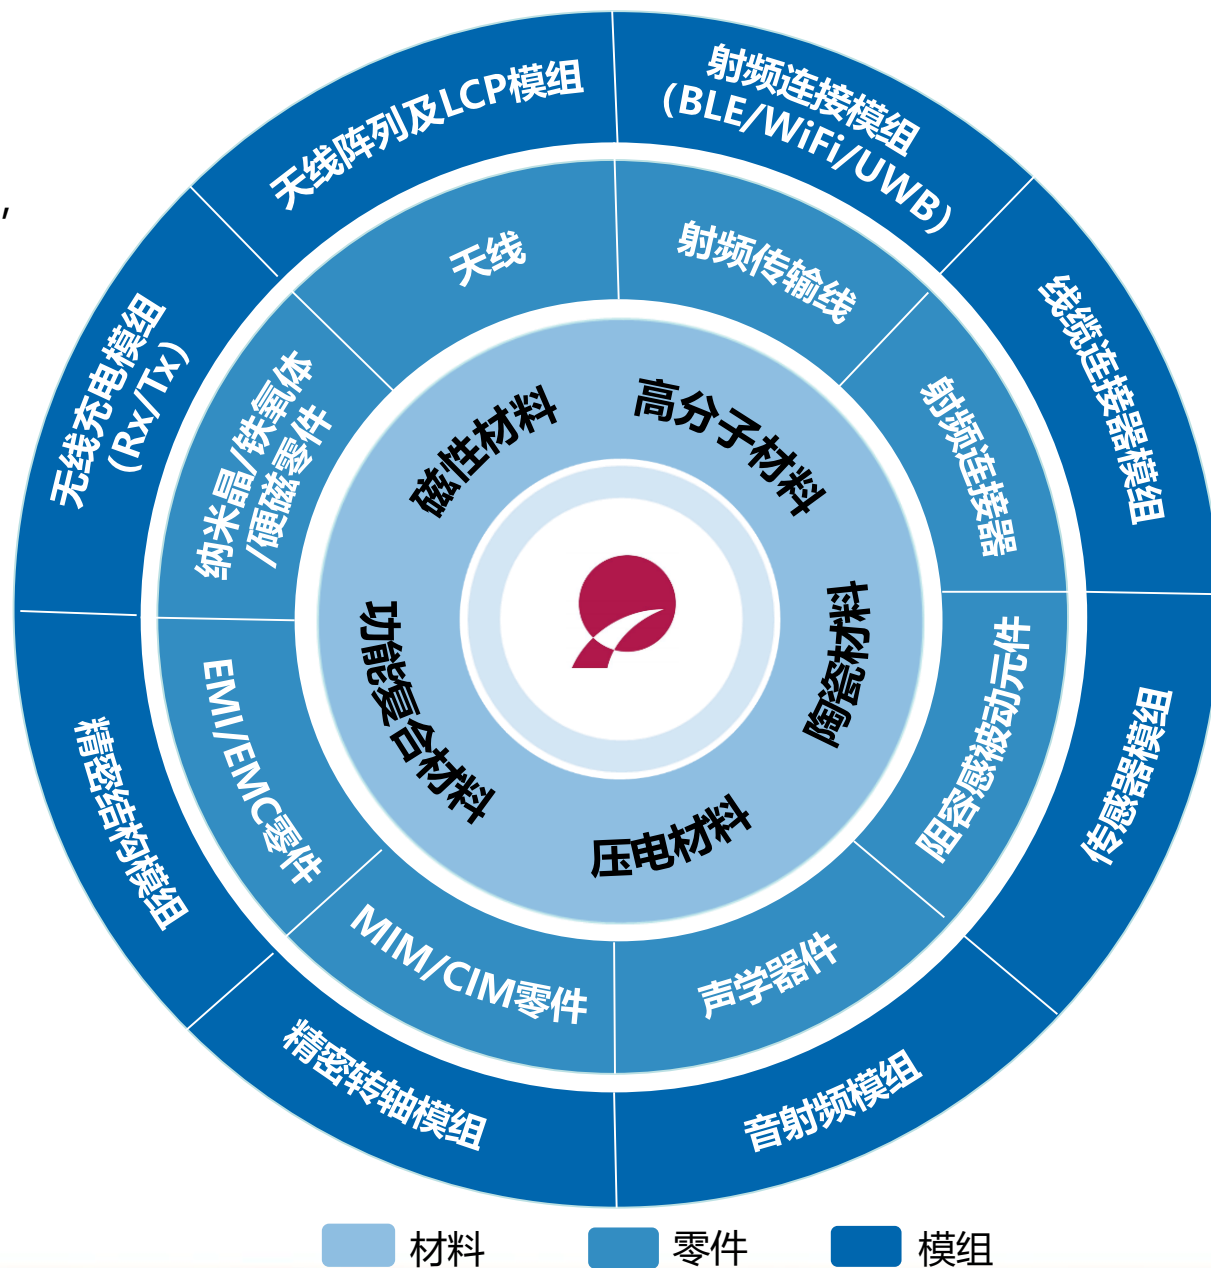 ,
天线阵列及LCP模组
射频连接模组
(BLE/WiFi/UWB)
线缆连接器模组
传感器模组
音射频模组
精密转轴模组
精密结构模组
无线充电模组
(Rx/Tx)
天线
射频传输线
射频连接器
阻容感被动元件
声学器件
MIM/CIM零件
EMI/EMC零件
纳米晶/铁氧体
/硬磁零件
磁性材料
高分子材料
陶瓷材料
压电材料
功能复合材料
材料
零件
模组